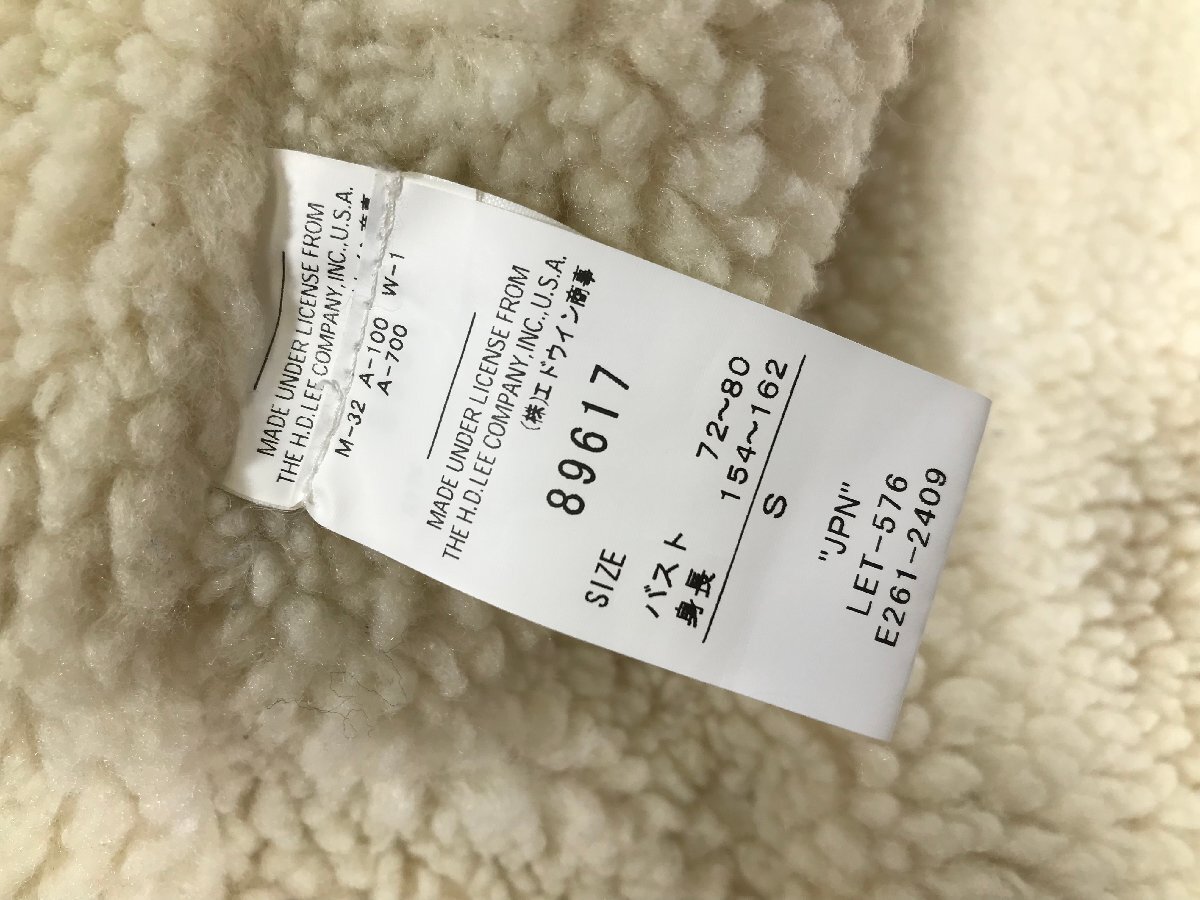 MADE UNDER LICENSE FROM
THE H.D.LEE COMPANY,INC.,U.S.A.
M-32 A-100 W-1
A-700
MADE UNDER LICENSE FROM
THE H.D.LEE COMPANY,INC.,U.S.A.
(株)エドウイン商事
89617
SIZE
バスト 72〜80
身長 154〜162
S
"JPN"
LET-576
E261-2409